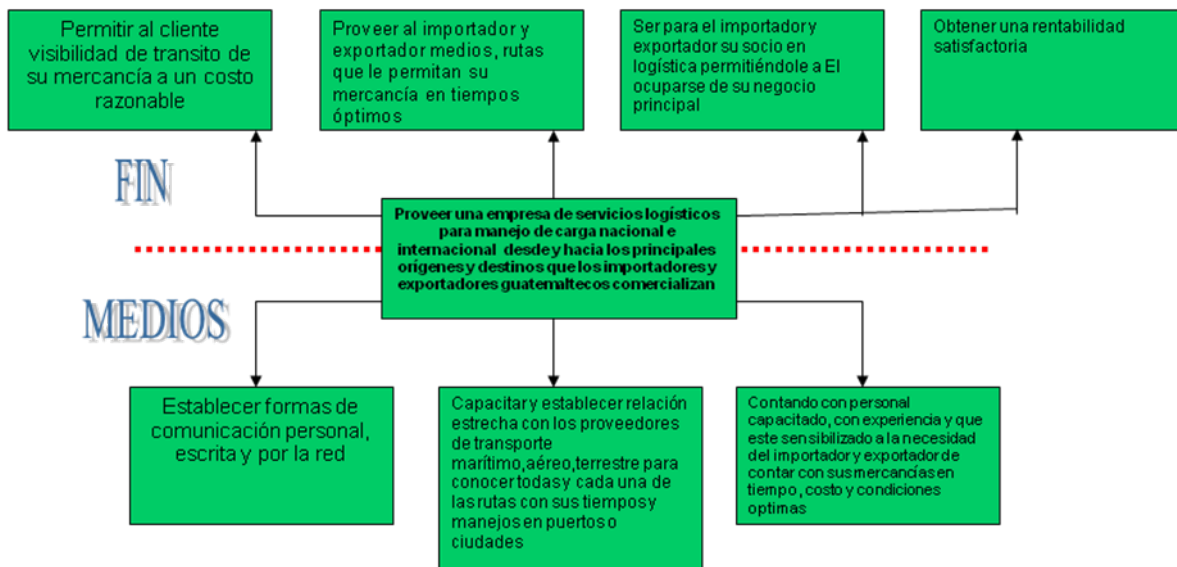 Permitir al cliente
visibilidad de transito de
su mercancía a un costo
razonable
Proveer al importador y
exportador medios, rutas
que le permitan su
mercancía en tiempos
óptimos
Ser para el importador y
exportador su socio en
logística permitiéndole a El
ocuparse de su negocio
principal
Obtener una rentabilidad
satisfactoria
FIN
Proveer una empresa de servicios logísticos
para manejo de carga nacional e
internacional desde y hacia los principales
orígenes y destinos que los importadores y
exportadores guatemaltecos comercializan
MEDIOS
Establecer formas de
comunicación personal,
escrita y por la red
Capacitar y establecer relación
estrecha con los proveedores
de transporte
marítimo,aéreo,terrestre para
conocer todas y cada una de
las rutas con sus tiempos y
manejos en puertos o
ciudades
Contando con personal
capacitado, con experiencia y que
este sensibilizado a la necesidad
del importador y exportador de
contar con sus mercancías en
tiempo, costo y condiciones
optimas